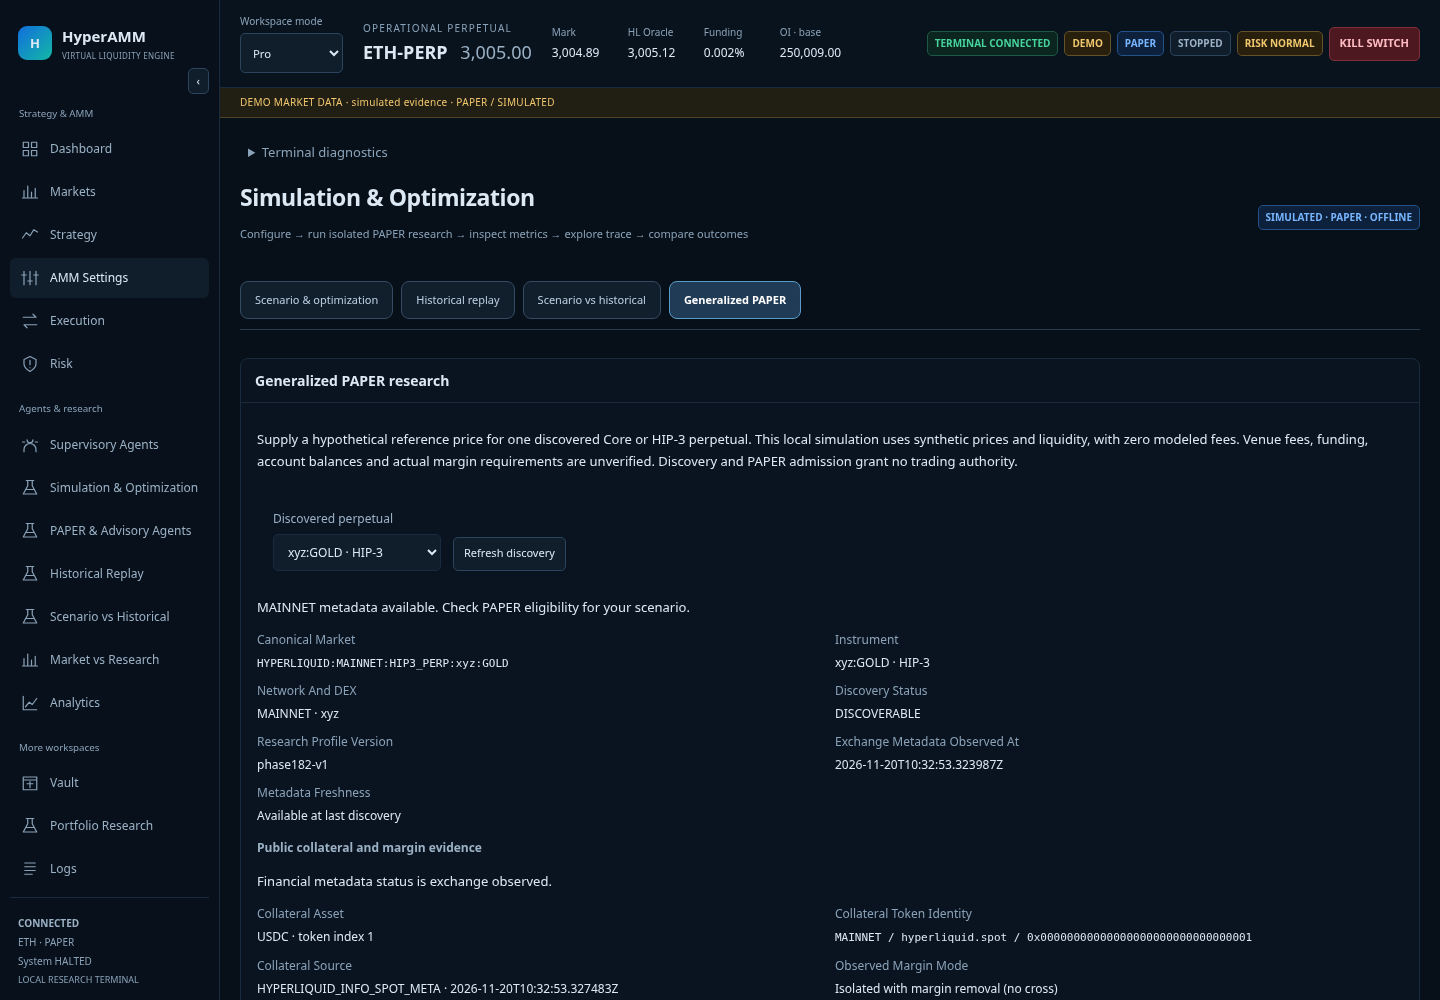 H
HyperAMM
VIRTUAL LIQUIDITY ENGINE
‹
Strategy & AMM
Dashboard
Markets
Strategy
AMM Settings
Execution
Risk
Agents & research
Supervisory Agents
Simulation & Optimization
PAPER & Advisory Agents
Historical Replay
Scenario vs Historical
Market vs Research
Analytics
More workspaces
Vault
Portfolio Research
Logs
CONNECTED
ETH · PAPER
System HALTED
LOCAL RESEARCH TERMINAL
Workspace mode
Pro
OPERATIONAL PERPETUAL
ETH-PERP 3,005.00
Mark
3,004.89
HL Oracle
3,005.12
Funding
0.002%
OI · base
250,009.00
TERMINAL CONNECTED
DEMO
PAPER
STOPPED
RISK NORMAL
KILL SWITCH
DEMO MARKET DATA · simulated evidence · PAPER / SIMULATED
▶ Terminal diagnostics
Simulation & Optimization
Configure → run isolated PAPER research → inspect metrics → explore trace → compare outcomes
SIMULATED · PAPER · OFFLINE
Scenario & optimization
Historical replay
Scenario vs historical
Generalized PAPER
Generalized PAPER research
Supply a hypothetical reference price for one discovered Core or HIP-3 perpetual. This local simulation uses synthetic prices and liquidity, with zero modeled fees. Venue fees, funding,
account balances and actual margin requirements are unverified. Discovery and PAPER admission grant no trading authority.
Discovered perpetual
xyz:GOLD · HIP-3
Refresh discovery
MAINNET metadata available. Check PAPER eligibility for your scenario.
Canonical Market
HYPERLIQUID:MAINNET:HIP3_PERP:xyz:GOLD
Instrument
xyz:GOLD · HIP-3
Network And DEX
MAINNET · xyz
Discovery Status
DISCOVERABLE
Research Profile Version
phase182-v1
Exchange Metadata Observed At
2026-11-20T10:32:53.323987Z
Metadata Freshness
Available at last discovery
Public collateral and margin evidence
Financial metadata status is exchange observed.
Collateral Asset
USDC · token index 1
Collateral Token Identity
MAINNET / hyperliquid.spot / 0x00000000000000000000000000000001
Collateral Source
HYPERLIQUID_INFO_SPOT_META · 2026-11-20T10:32:53.327483Z
Observed Margin Mode
Isolated with margin removal (no cross)